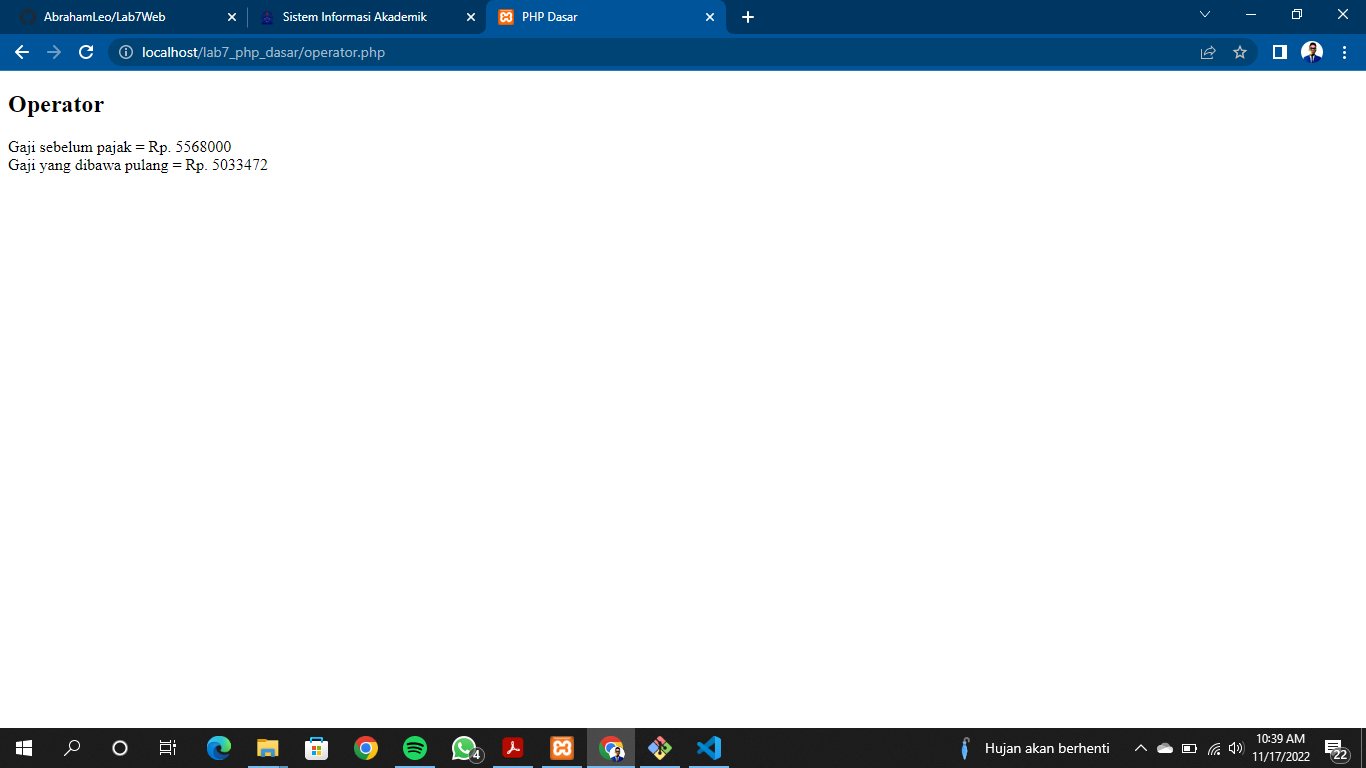 AbrahamLeo/Lab7Web
Sistem Informasi Akademik
PHP Dasar
localhost/lab7_php_dasar/operator.php
Operator
Gaji sebelum pajak = Rp. 5568000
Gaji yang dibawa pulang = Rp. 5033472
4
Hujan akan berhenti
10:39 AM
11/17/2022
22